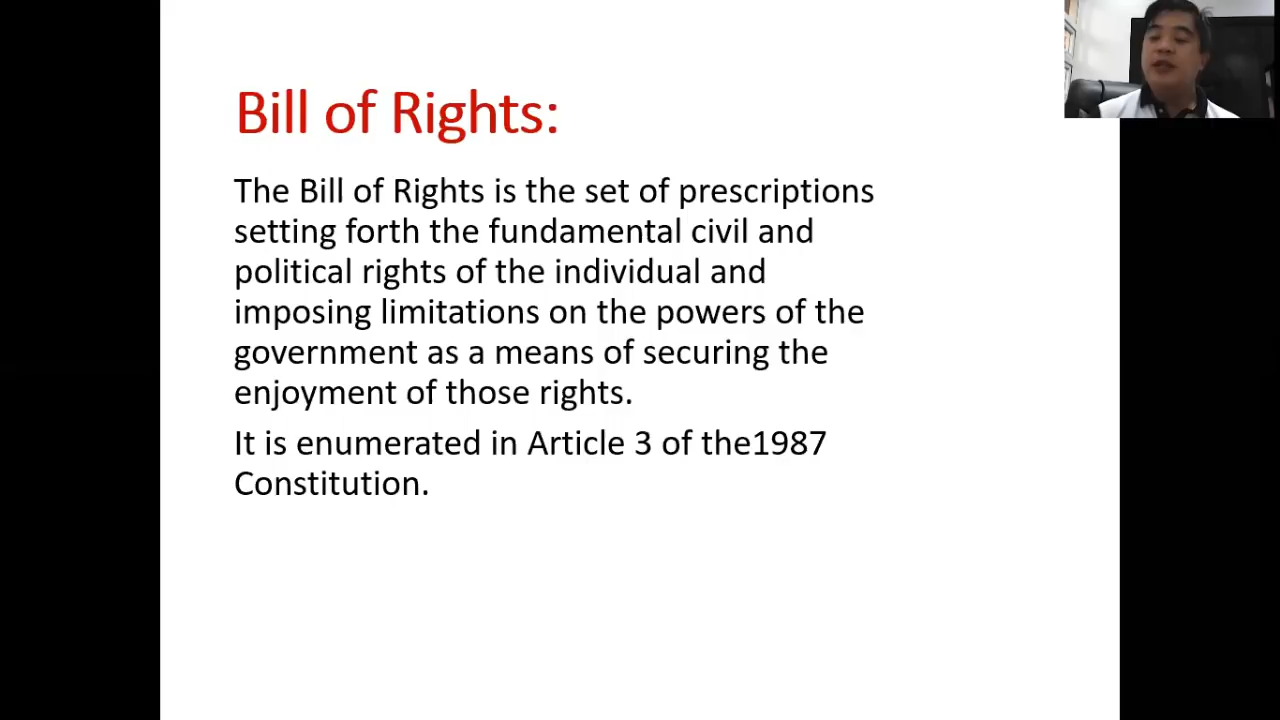 Bill of Rights:
The Bill of Rights is the set of prescriptions
setting forth the fundamental civil and
political rights of the individual and
imposing limitations on the powers of the
government as a means of securing the
enjoyment of those rights.
It is enumerated in Article 3 of the1987
Constitution.